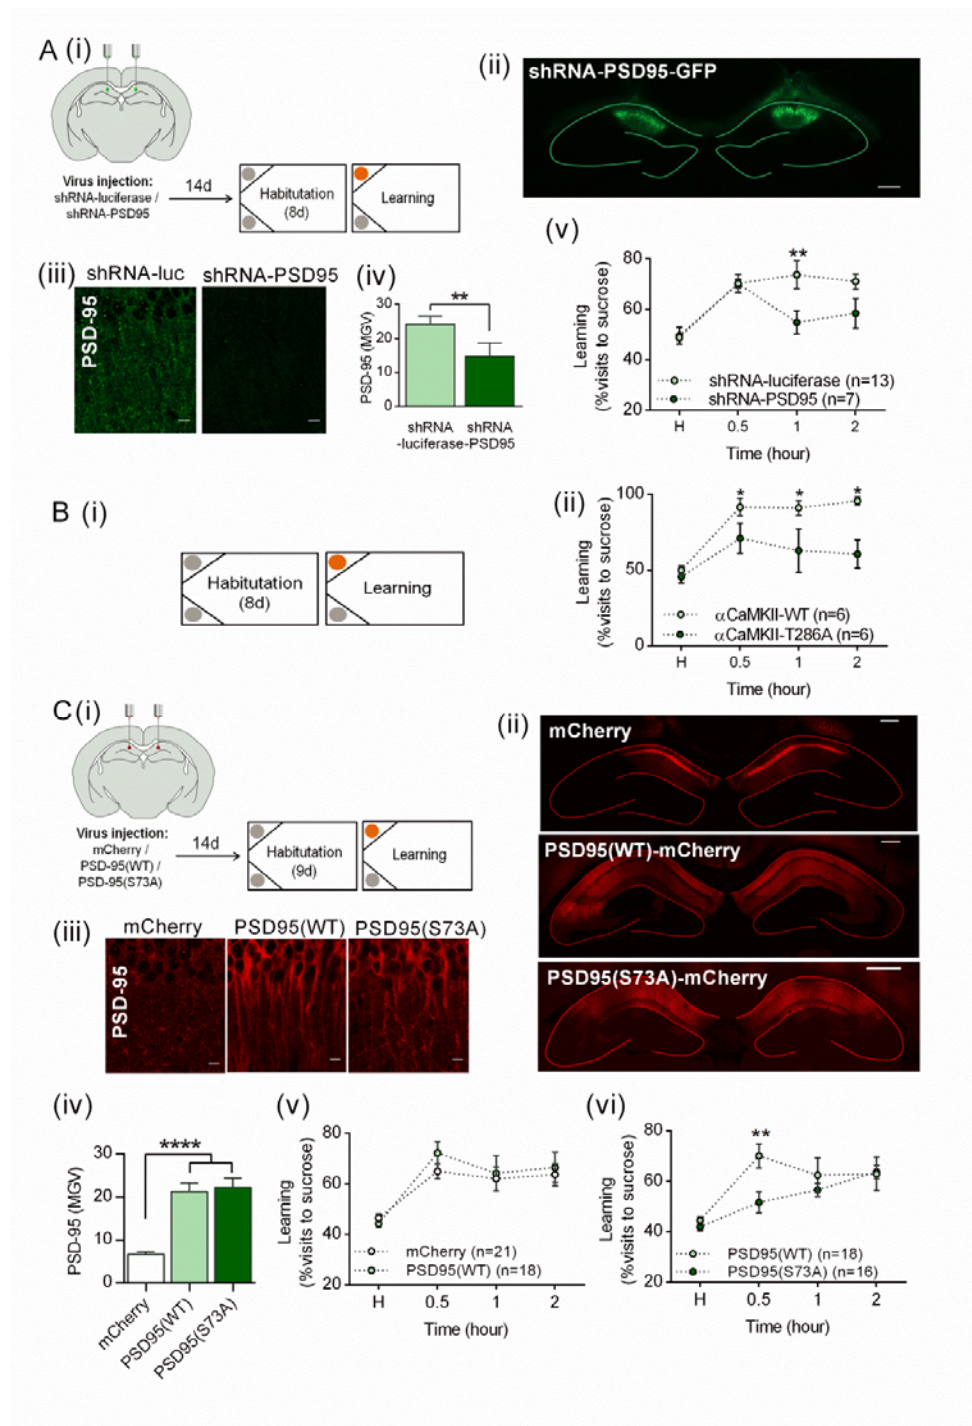 A (i)
Virus injection:
shRNA-luciferase /
shRNA-PSD95
14d
Habitutation
(8d)
Learning
(ii)
shRNA-PSD95-GFP
(iii)
shRNA-luc
shRNA-PSD95
PSD-95
(iv)
**
PSD-95 (MGV)
30
20
10
0
shRNA
-luciferase
shRNA
-PSD95
(v)
**
Learning
(%visits to sucrose)
80
60
40
20
shRNA-luciferase (n=13)
shRNA-PSD95 (n=7)
H
0.5
1
2
Time (hour)
B (i)
Habitutation
(8d)
Learning
(ii)
* * *
Learning
(%visits to sucrose)
100
50
0
αCaMKII-WT (n=6)
αCaMKII-T286A (n=6)
H
0.5
1
2
Time (hour)
C (i)
Virus injection:
mCherry /
PSD-95(WT) /
PSD-95(S73A)
14d
Habitutation
(9d)
Learning
(ii)
mCherry
PSD95(WT)-mCherry
PSD95(S73A)-mCherry
(iii)
mCherry
PSD95(WT)
PSD95(S73A)
PSD-95
(iv)
****
PSD-95 (MGV)
30
20
10
0
mCherry
PSD95(WT)
PSD95(S73A)
(v)
Learning
(%visits to sucrose)
80
60
40
20
mCherry (n=21)
PSD95(WT) (n=18)
H
0.5
1
2
Time (hour)
(vi)
**
Learning
(%visits to sucrose)
80
60
40
20
PSD95(WT) (n=18)
PSD95(S73A) (n=16)
H
0.5
1
2
Time (hour)